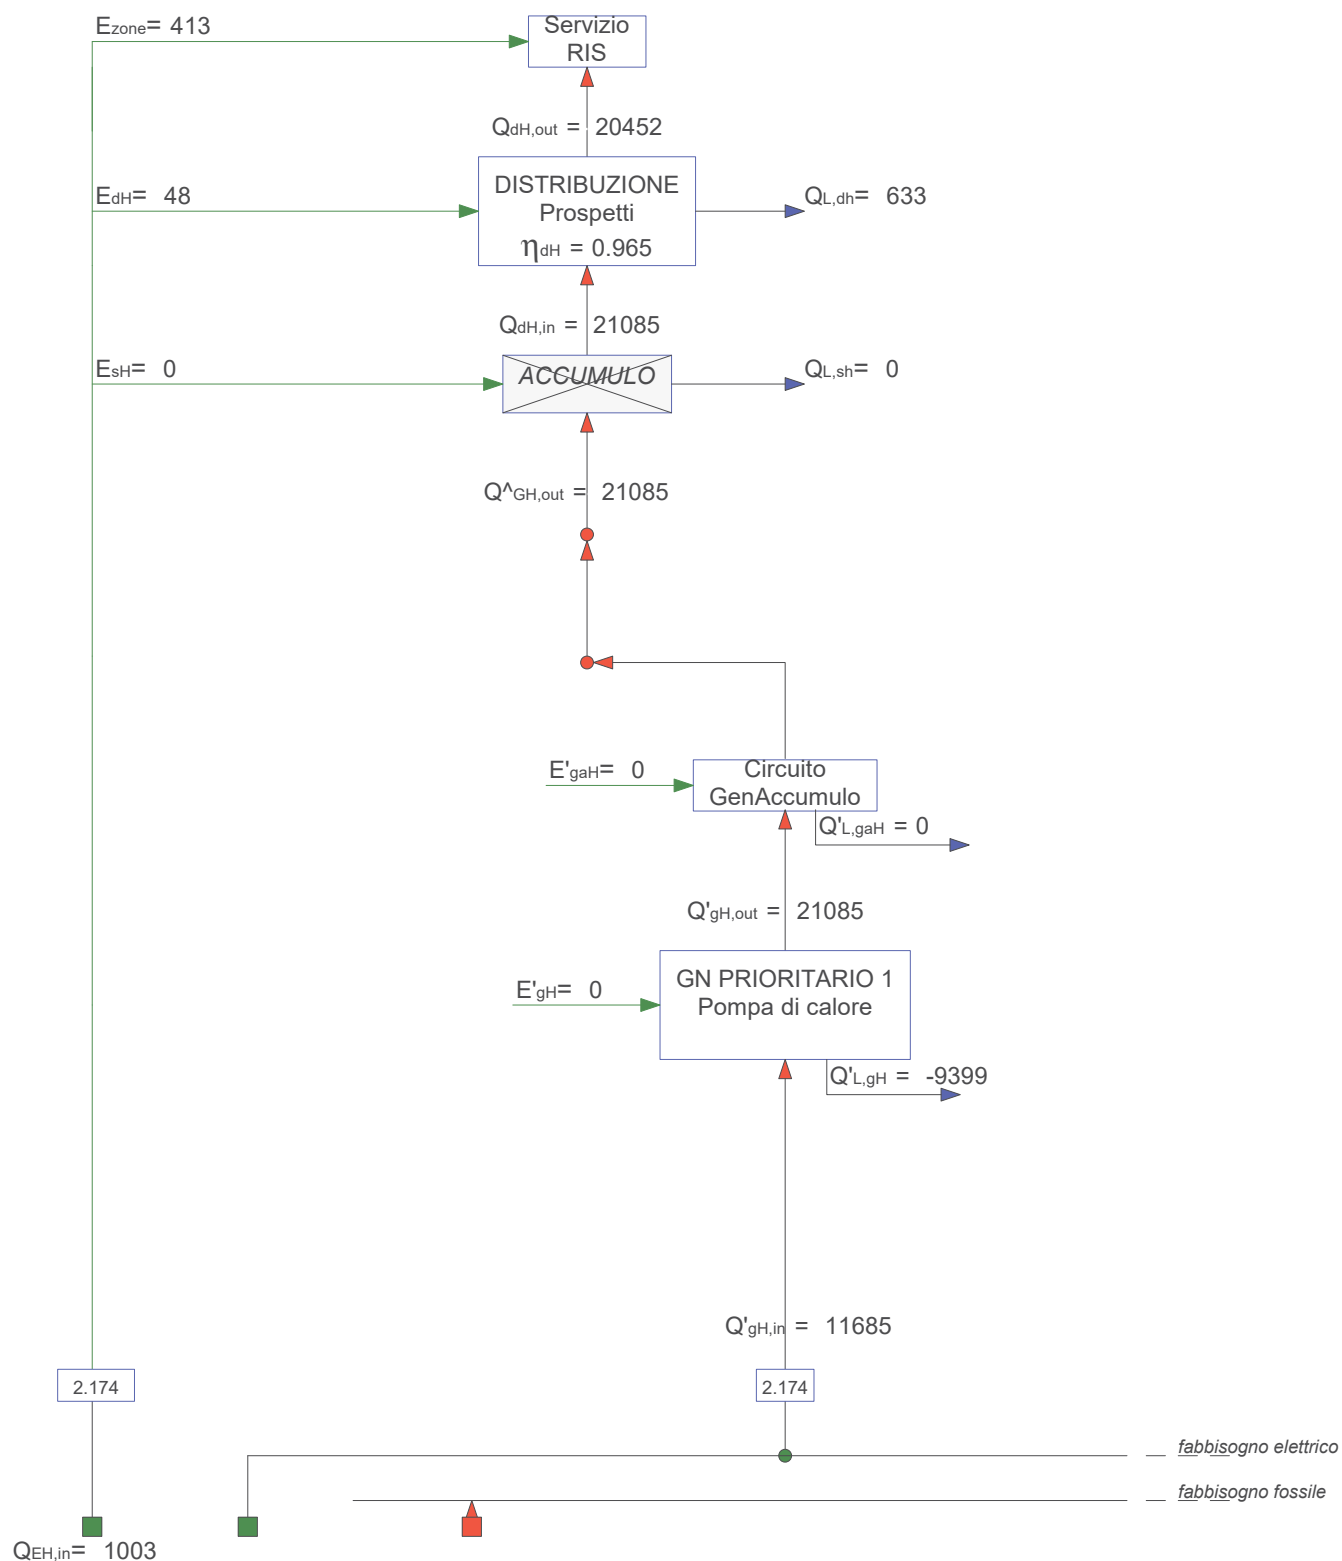 Ezone= 413
Servizio
RIS
QdH,out = 20452
EdH= 48
DISTRIBUZIONE
Prospetti
ηdH = 0.965
QL,dh= 633
QdH,in = 21085
EsH= 0
ACCUMULO
QL,sh= 0
Q^GH,out = 21085
E'gaH= 0
Circuito
GenAccumulo
Q'L,gaH = 0
Q'gH,out = 21085
E'gH= 0
GN PRIORITARIO 1
Pompa di calore
Q'L,gH = -9399
Q'gH,in = 11685
2.174
2.174
fabbisogno elettrico
fabbisogno fossile
QEH,in= 1003